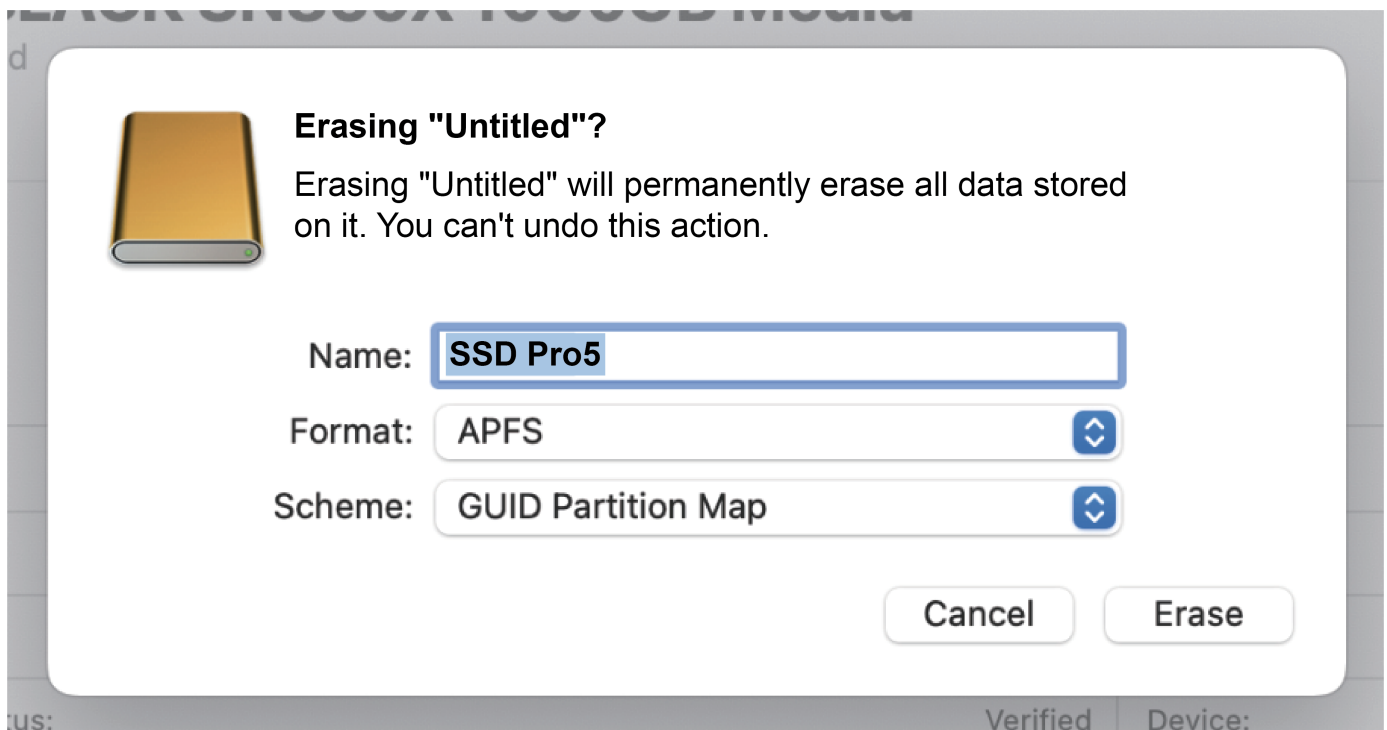 Media
Erasing "Untitled"?
Erasing "Untitled" will permanently erase all data stored
on it. You can't undo this action.
Name: SSD Pro5
Format: APFS
Scheme: GUID Partition Map
Cancel Erase
Verified Device: